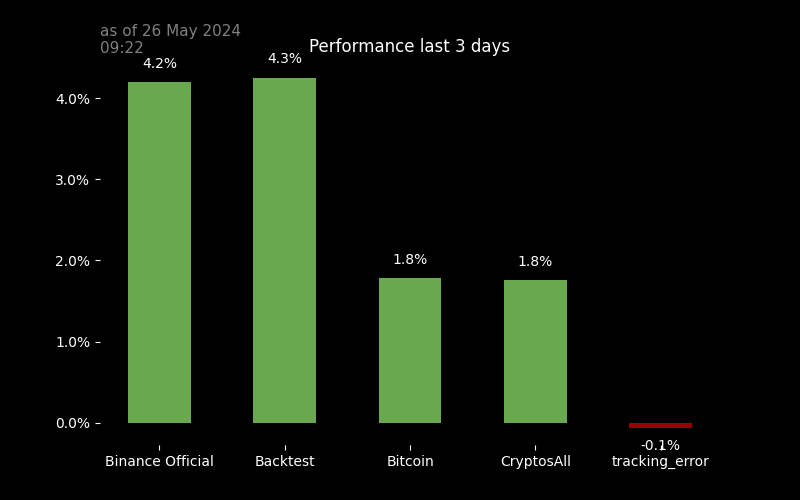 as of 26 May 2024
09:22
Performance last 3 days
4.2%
4.3%
1.8%
1.8%
-0.1%
4.0%
3.0%
2.0%
1.0%
0.0%
Binance Official
Backtest
Bitcoin
CryptosAll
tracking_error